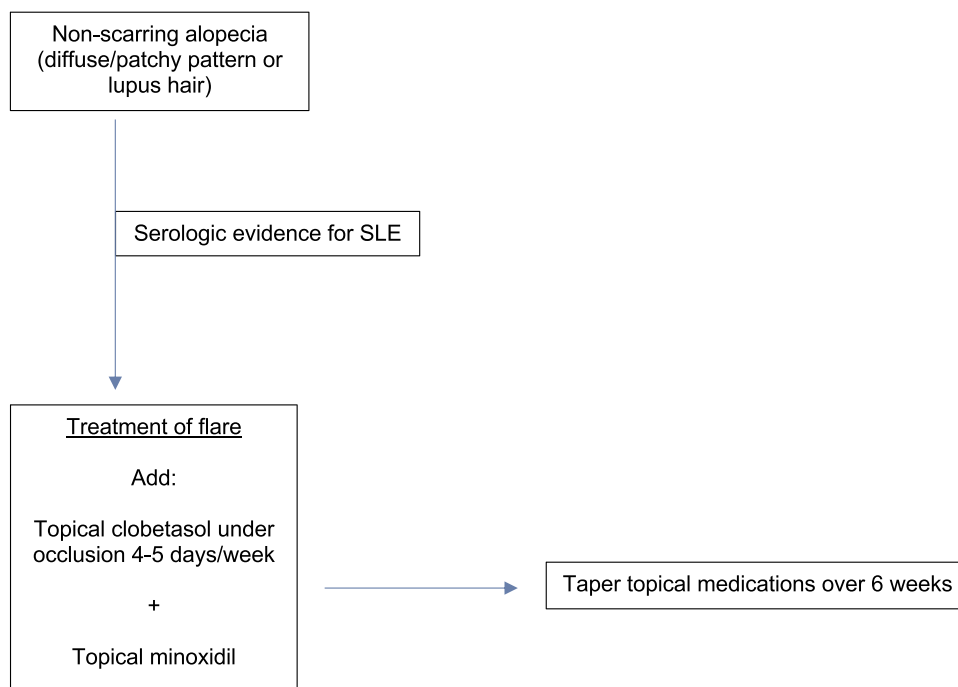 Non-scarring alopecia
(diffuse/patchy pattern or
lupus hair)
Serologic evidence for SLE
Treatment of flare
Add:
Topical clobetasol under
occlusion 4-5 days/week
+
Topical minoxidil
Taper topical medications over 6 weeks